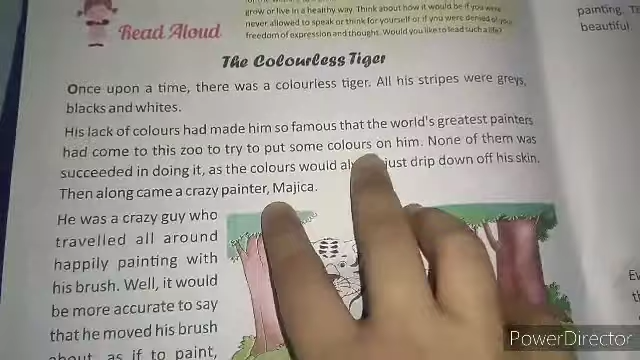 grow or live in a healthy way. Think about how it would be if you were
never allowed to speak or think for yourself or if you were denied of your
freedom of expression and thought. Would you like to lead such a life?
Read Aloud
The Colourless Tiger
Once upon a time, there was a colourless tiger. All his stripes were greys,
blacks and whites.
His lack of colours had made him so famous that the world's greatest painters
had come to this zoo to try to put some colours on him. None of them was
succeeded in doing it, as the colours would al just drip down off his skin.
Then along came a crazy painter, Majica.
He was a crazy guy who
travelled all around
happily painting with
his brush. Well, it would
be more accurate to say
that he moved his brush
about, as if to paint,
painting.
beautiful.
PowerDirector